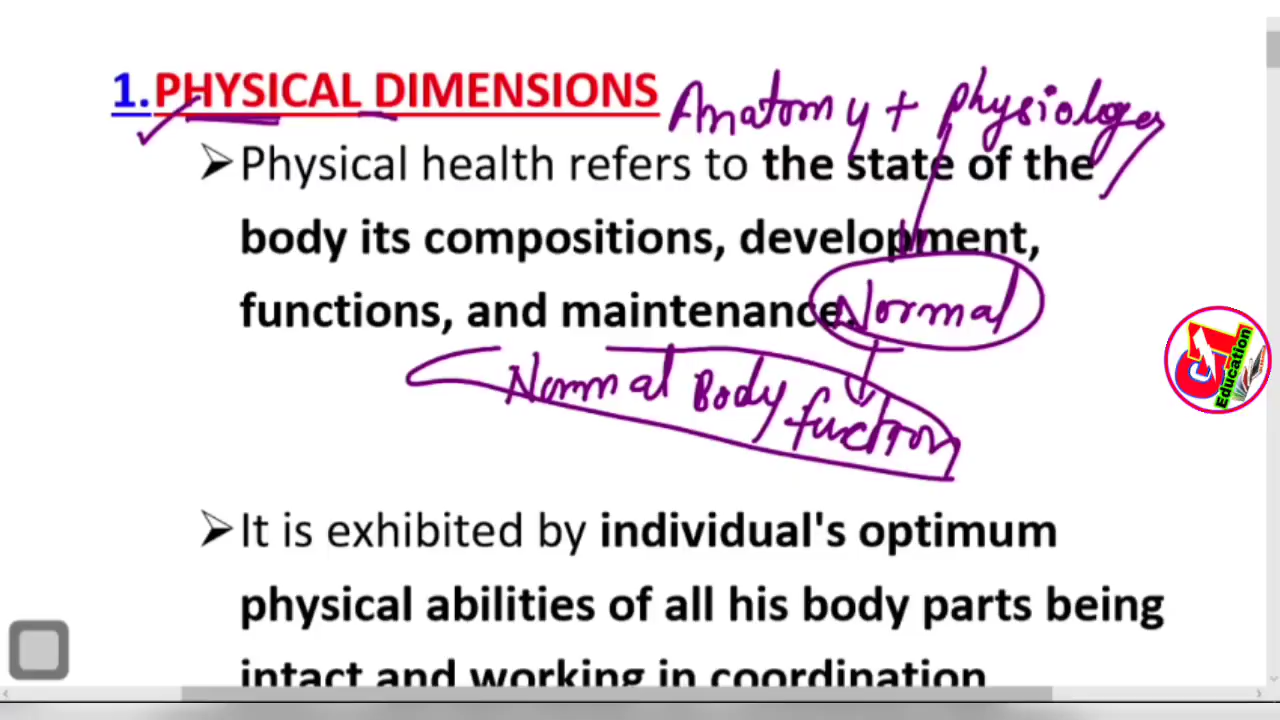 1. PHYSICAL DIMENSIONS Anatomy + physiology
➢ Physical health refers to the state of the
body its compositions, development,
functions, and maintenance. Normal
Normal Body function
➢ It is exhibited by individual's optimum
physical abilities of all his body parts being
intact and working in coordination
Education